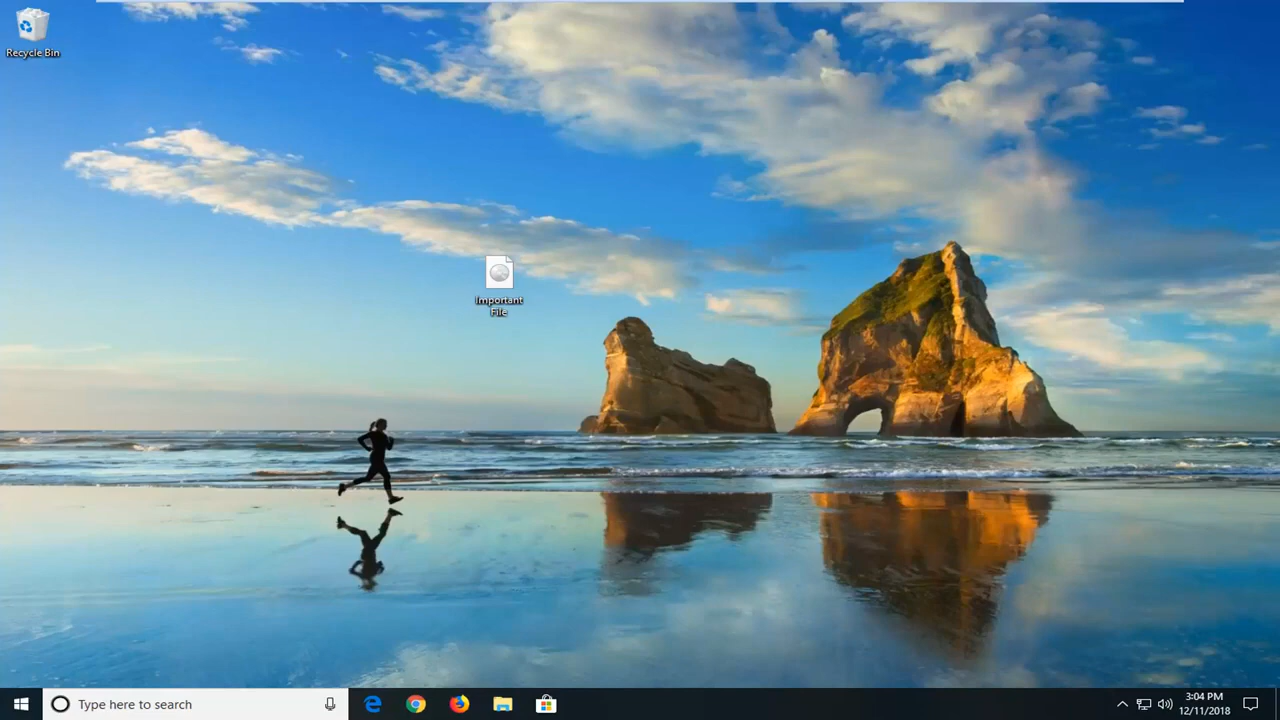 Recycle Bin
Important
File
Type here to search
3:04 PM
12/11/2018